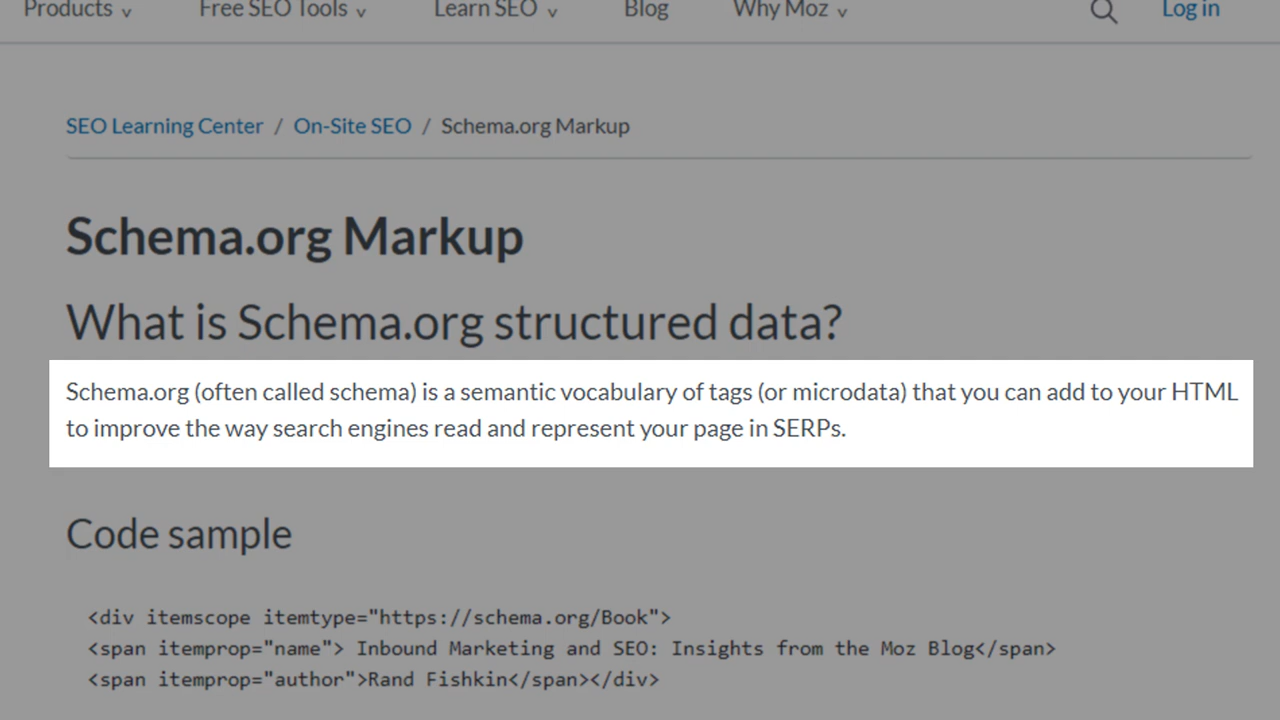 Products Free SEO Tools Learn SEO Blog Why Moz Log in
SEO Learning Center / On-Site SEO / Schema.org Markup
Schema.org Markup
What is Schema.org structured data?
Schema.org (often called schema) is a semantic vocabulary of tags (or microdata) that you can add to your HTML
to improve the way search engines read and represent your page in SERPs.
Code sample
<div itemscope itemtype="https://schema.org/Book">
<span itemprop="name"> Inbound Marketing and SEO: Insights from the Moz Blog</span>
<span itemprop="author">Rand Fishkin</span></div>